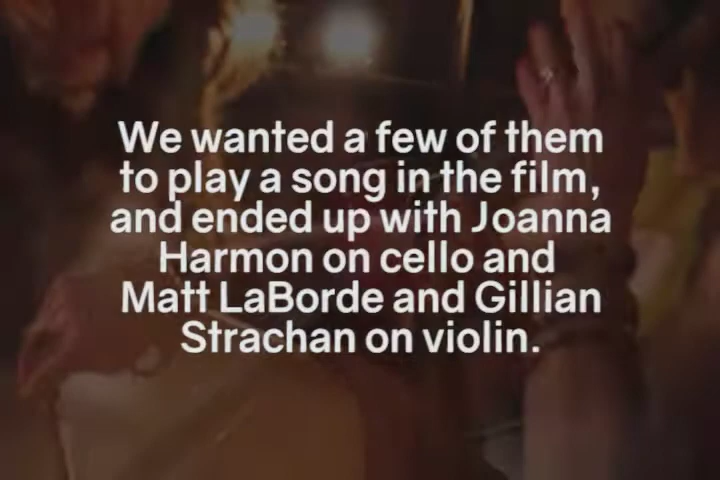 We wanted a few of them
to play a song in the film,
and ended up with Joanna
Harmon on cello and
Matt LaBorde and Gillian
Strachan on violin.